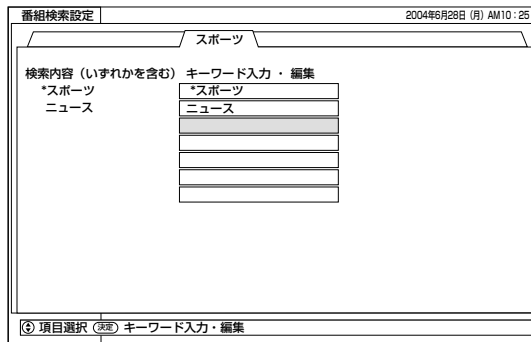 番組検索設定 2004年6月28日（月）AM10：25
スポーツ
検索内容（いずれかを含む） キーワード入力 ・ 編集
*スポーツ *スポーツ
ニュース ニュース
項目選択 決定 キーワード入力・編集